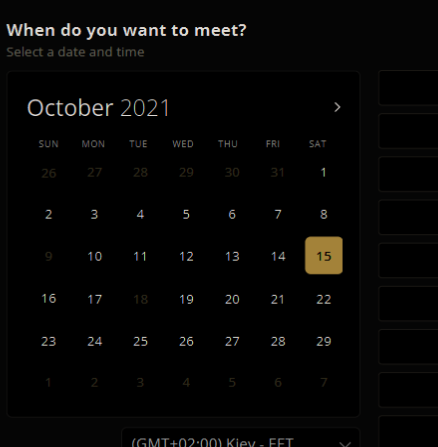 When do you want to meet?
Select a date and time
October 2021
SUN MON TUE WED THU FRI SAT
26 27 28 29 30 31 1
2 3 4 5 6 7 8
9 10 11 12 13 14 15
16 17 18 19 20 21 22
23 24 25 26 27 28 29
1 2 3 4 5 6 7
(GMT+02:00) Kiev - EET